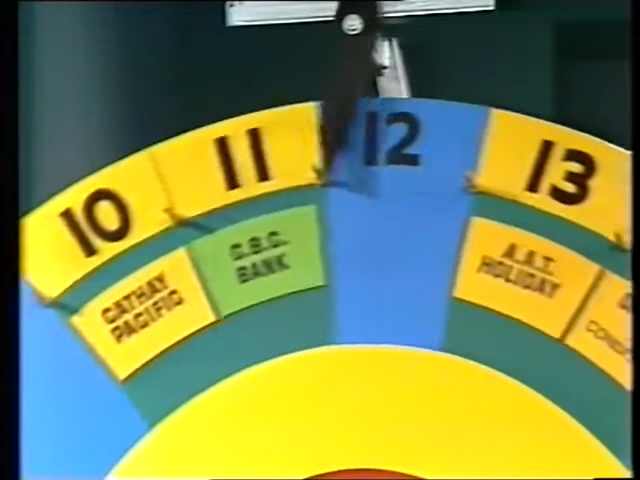 10
11
12
13
CATHAY
PACIFIC
C.B.C.
BANK
A.A.T.
HOLIDAY